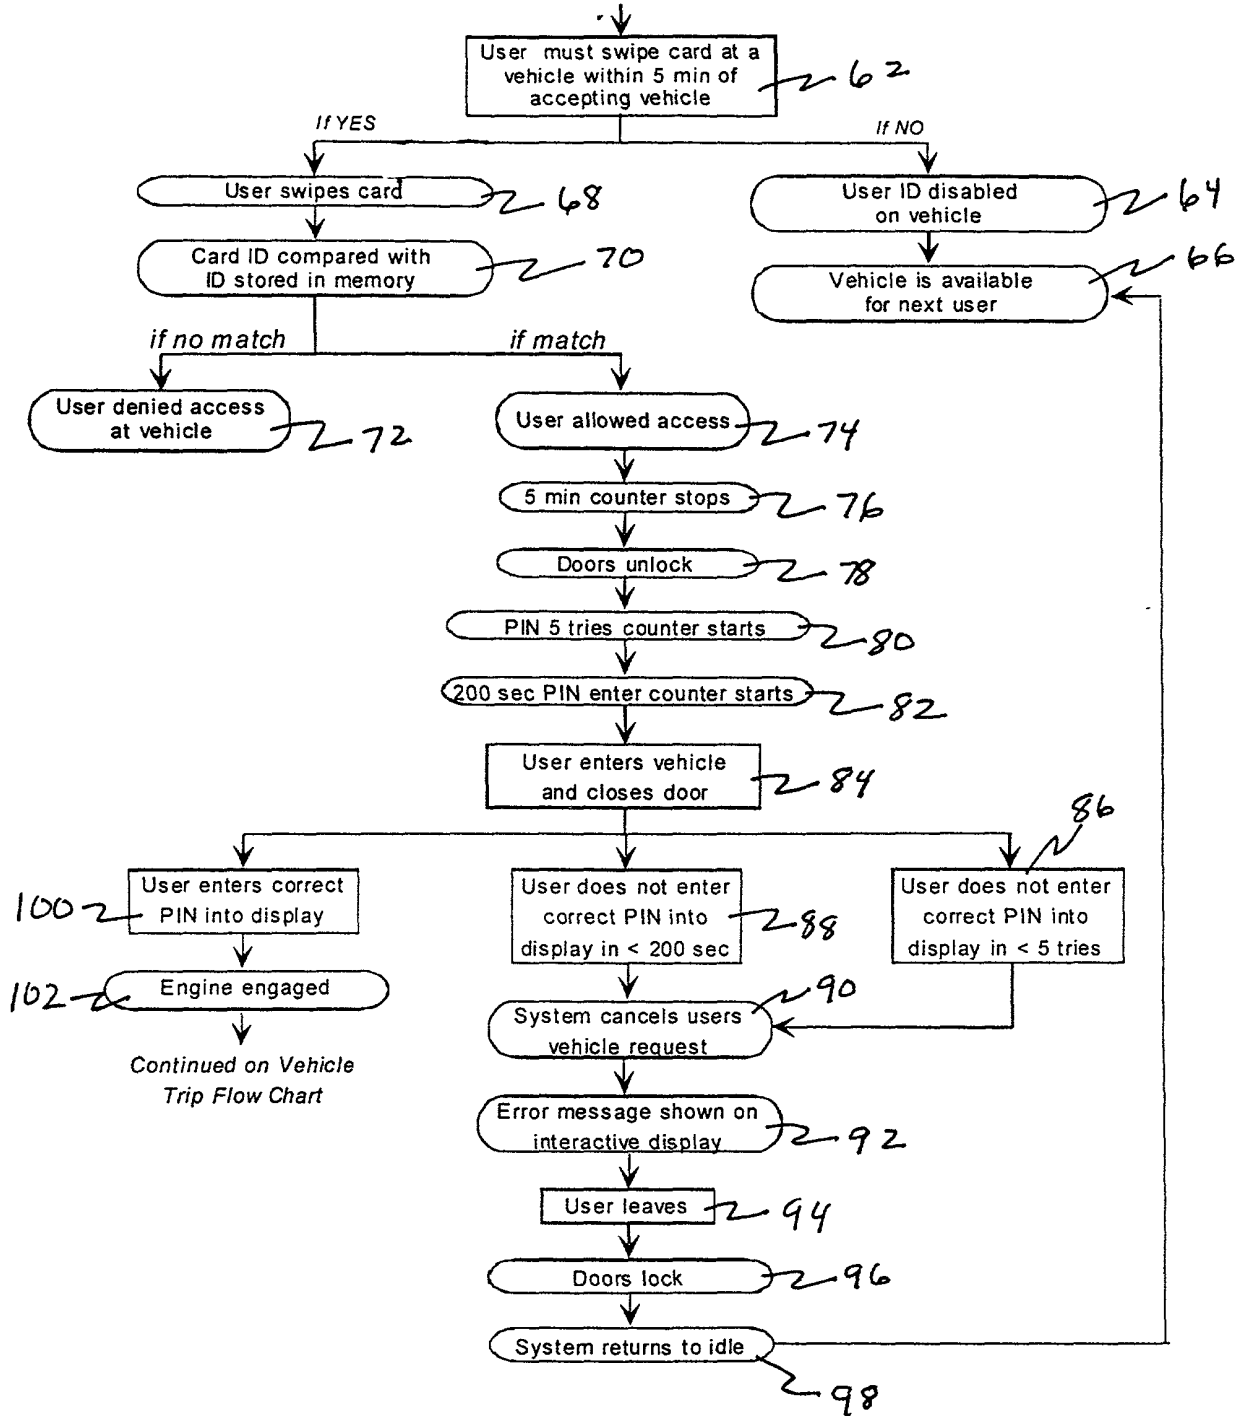 User must swipe card at a
vehicle within 5 min of
accepting vehicle
62
If YES
If NO
User swipes card
68
User ID disabled
on vehicle
64
Card ID compared with
ID stored in memory
70
Vehicle is available
for next user
66
if no match
if match
User denied access
at vehicle
72
User allowed access
74
5 min counter stops
76
Doors unlock
78
PIN 5 tries counter starts
80
200 sec PIN enter counter starts
82
User enters vehicle
and closes door
84
86
100
User enters correct
PIN into display
User does not enter
correct PIN into
display in < 200 sec
88
User does not enter
correct PIN into
display in < 5 tries
102
Engine engaged
90
System cancels users
vehicle request
Continued on Vehicle
Trip Flow Chart
Error message shown on
interactive display
92
User leaves
94
Doors lock
96
System returns to idle
98